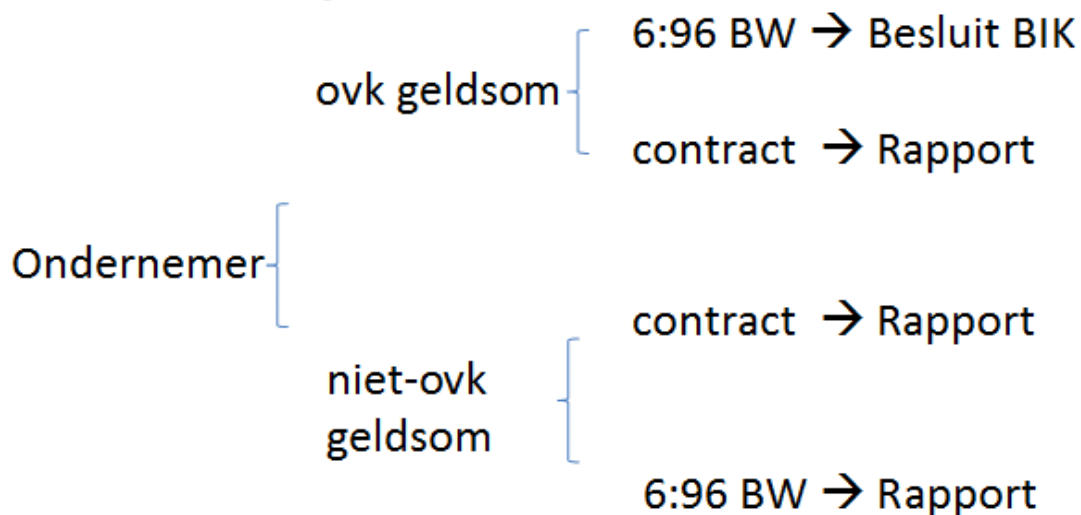 6:96 BW → Besluit BIK
ovk geldsom
contract → Rapport
Ondernemer
contract → Rapport
niet-ovk
geldsom
6:96 BW → Rapport